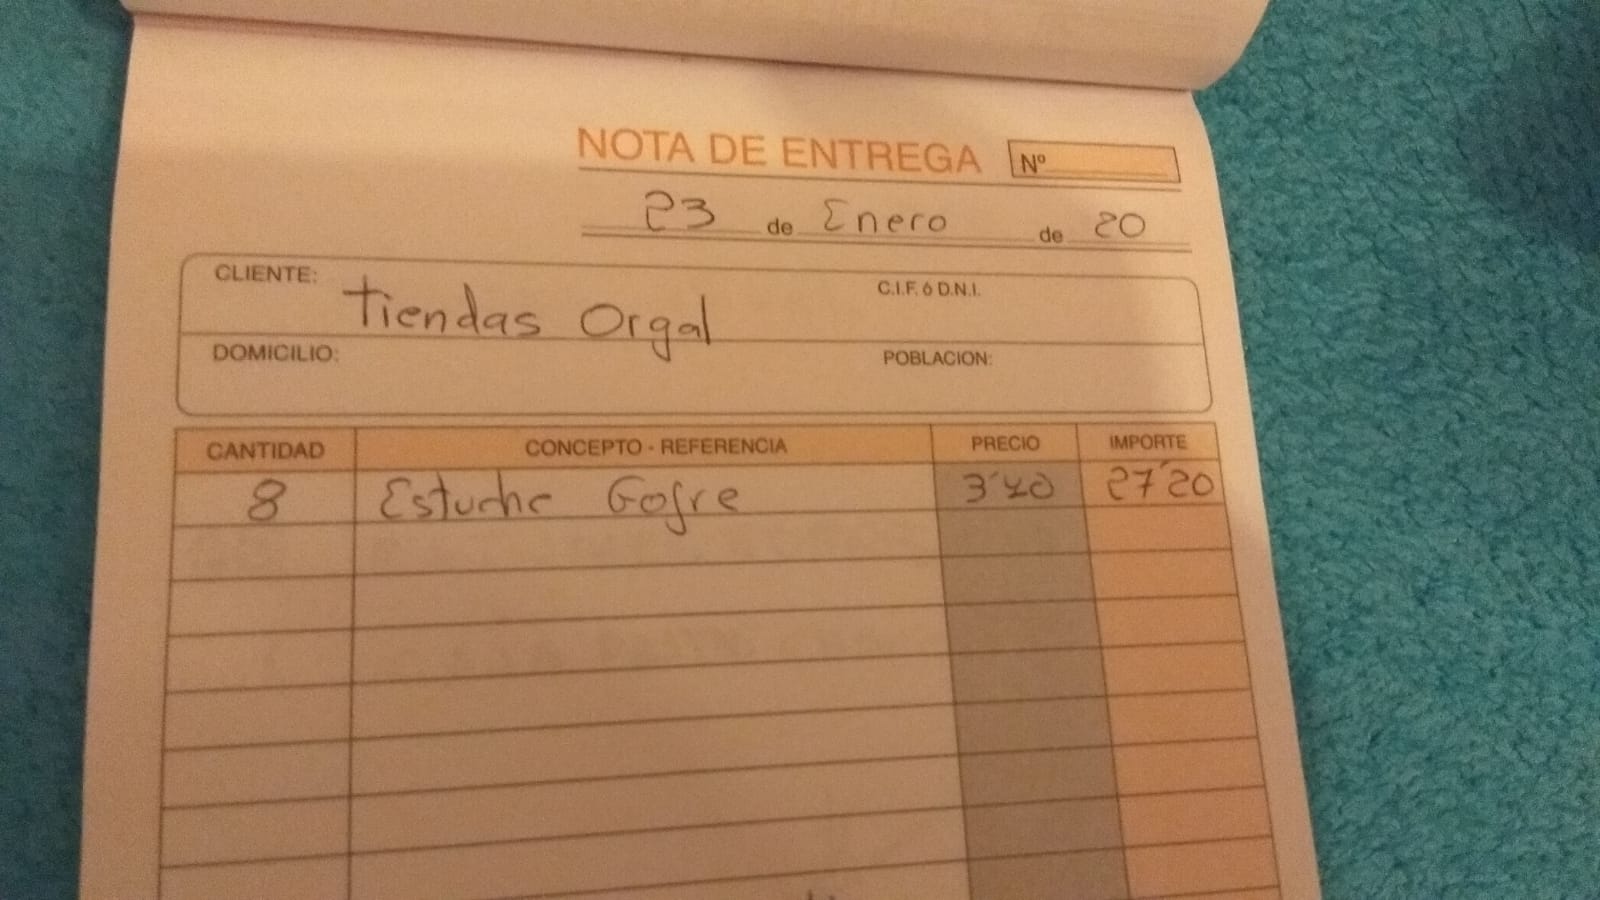 NOTA DE ENTREGA Nº
23 de Enero de 20
CLIENTE: Tiendas Orgal C.I.F. ó D.N.I.
DOMICILIO: POBLACION:
CANTIDAD CONCEPTO - REFERENCIA PRECIO IMPORTE
8 Estuche Gofre 3'40 27'20